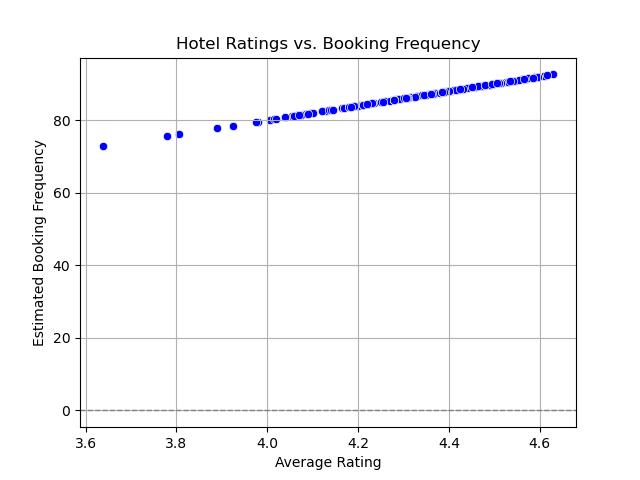 Hotel Ratings vs. Booking Frequency
Estimated Booking Frequency
80
60
40
20
0
3.6 3.8 4.0 4.2 4.4 4.6
Average Rating